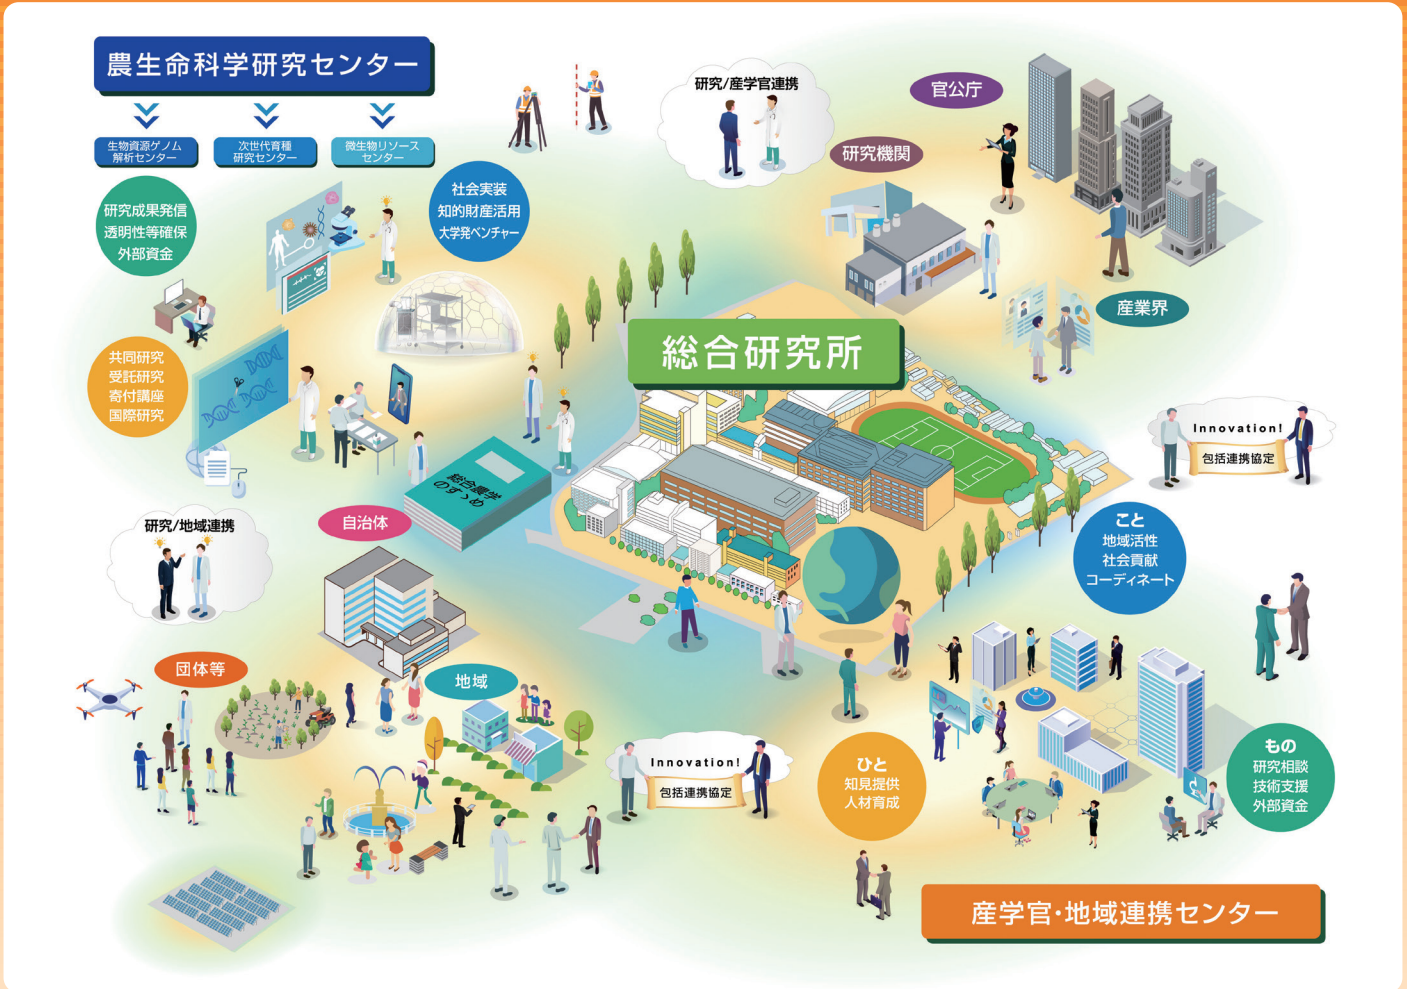 農生命科学研究センター
生物資源ゲノム
解析センター
次世代育種
研究センター
微生物リソース
センター
研究成果発信
透明性等確保
外部資金
社会実装
知的財産活用
大学発ベンチャー
共同研究
受託研究
寄付講座
国際研究
研究/産学官連携
官公庁
研究機関
産業界
総合研究所
総合農学
のすゝめ
Innovation!
包括連携協定
研究/地域連携
自治体
こと
地域活性
社会貢献
コーディネート
団体等
地域
Innovation!
包括連携協定
ひと
知見提供
人材育成
もの
研究相談
技術支援
外部資金
産学官・地域連携センター